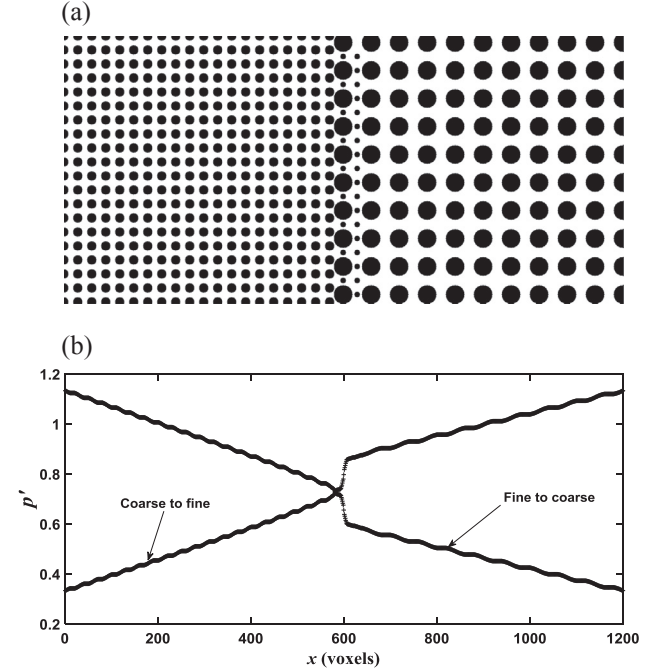 (a)
(b)
1.2
1
0.8
0.6
0.4
0.2
p'
Coarse to fine
Fine to coarse
0 200 400 600 800 1000 1200
x (voxels)